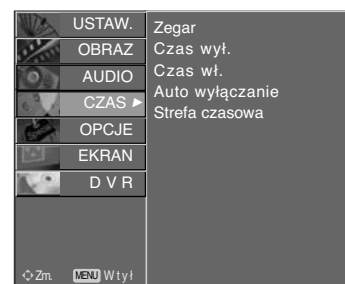 USTAW.
OBRAZ
AUDIO
CZAS
OPCJE
EKRAN
D V R
Zm.
MENU Wtył
Zegar
Czas wył.
Czas wł.
Auto wyłączanie
Strefa czasowa